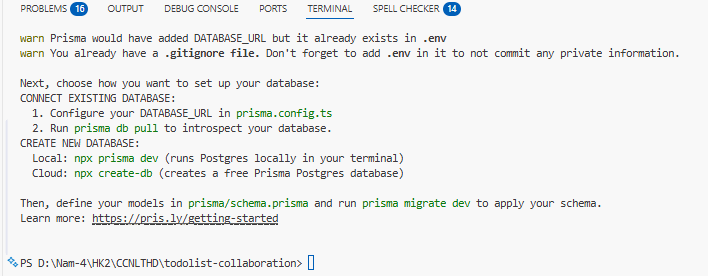 PROBLEMS 16 OUTPUT DEBUG CONSOLE PORTS TERMINAL SPELL CHECKER 14
warn Prisma would have added DATABASE_URL but it already exists in .env
warn You already have a .gitignore file. Don't forget to add .env in it to not commit any private information.
Next, choose how you want to set up your database:
CONNECT EXISTING DATABASE:
1. Configure your DATABASE_URL in prisma.config.ts
2. Run prisma db pull to introspect your database.
CREATE NEW DATABASE:
Local: npx prisma dev (runs Postgres locally in your terminal)
Cloud: npx create-db (creates a free Prisma Postgres database)
Then, define your models in prisma/schema.prisma and run prisma migrate dev to apply your schema.
Learn more: https://pris.ly/getting-started
PS D:\Nam-4\HK2\CCNLTHD\todolist-collaboration>